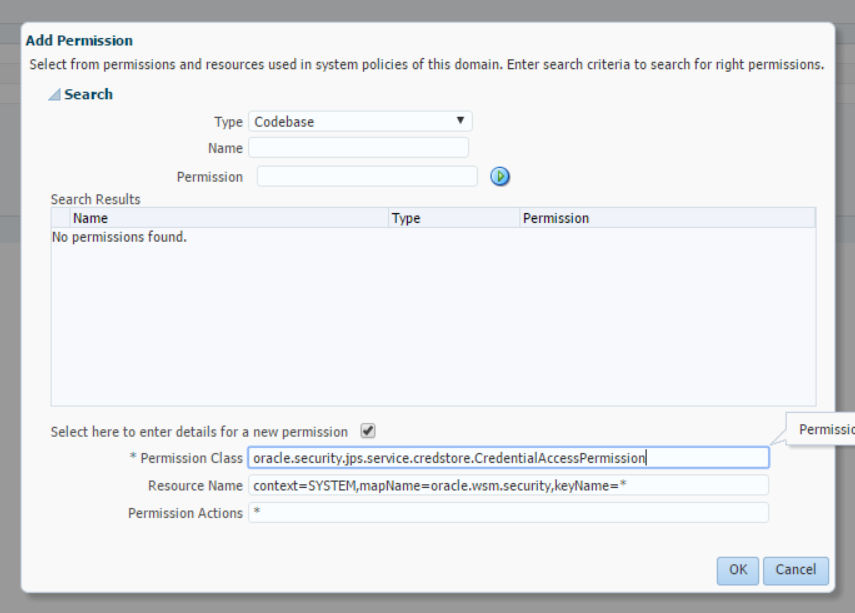 Add Permission
Select from permissions and resources used in system policies of this domain. Enter search criteria to search for right permissions.
Search
Type Codebase
Name
Permission
Search Results
Name Type Permission
No permissions found.
Select here to enter details for a new permission
Permissio
* Permission Class oracle.security.jps.service.credstore.CredentialAccessPermission
Resource Name context=SYSTEM,mapName=oracle.wsm.security,keyName=*
Permission Actions *
OK Cancel